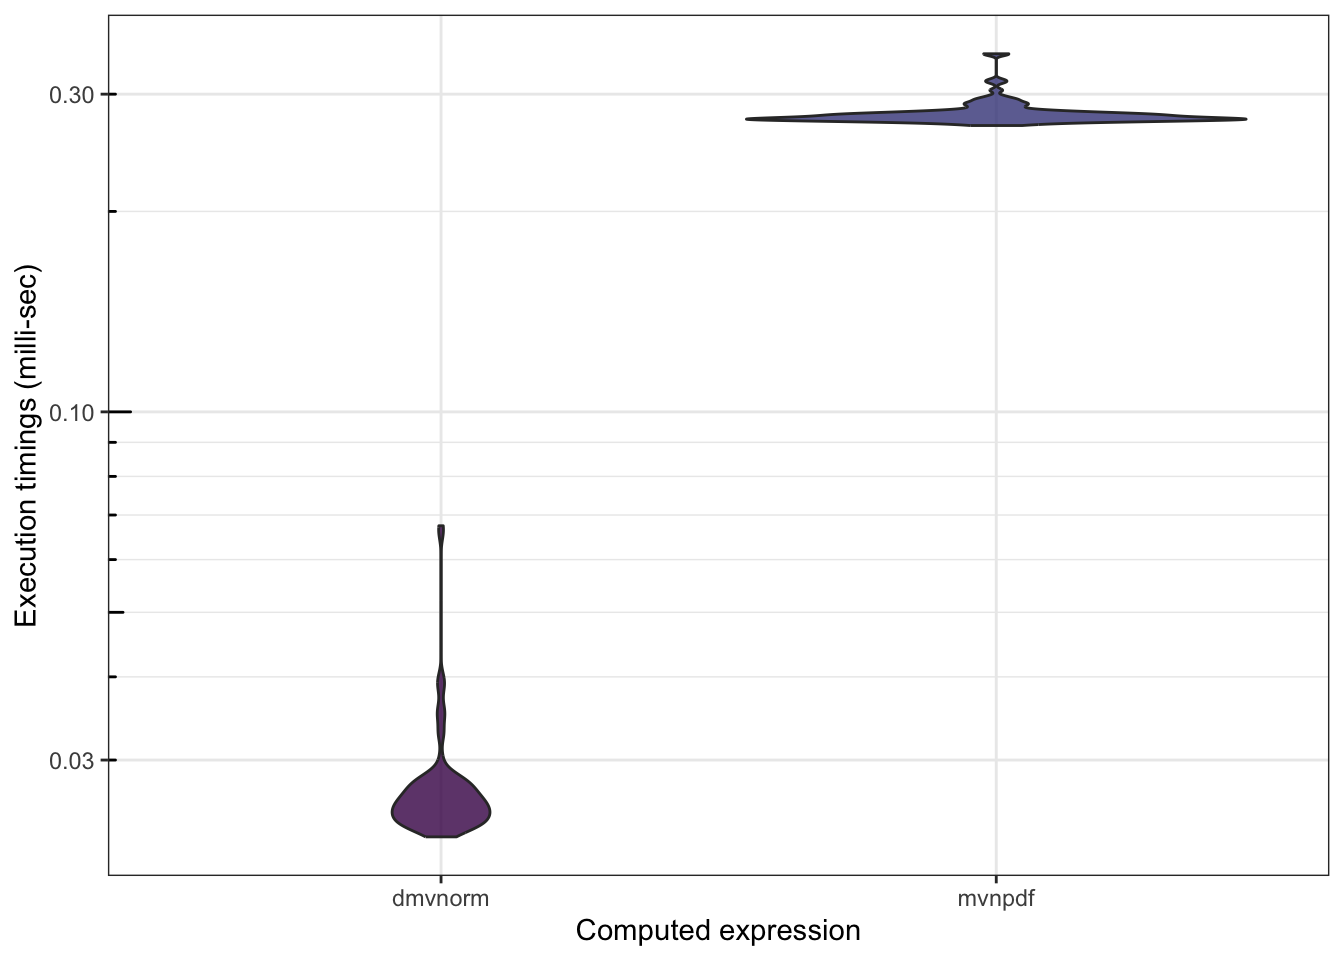 Execution timings (milli-sec)
0.30
0.10
0.03
dmvnorm
mvnpdf
Computed expression